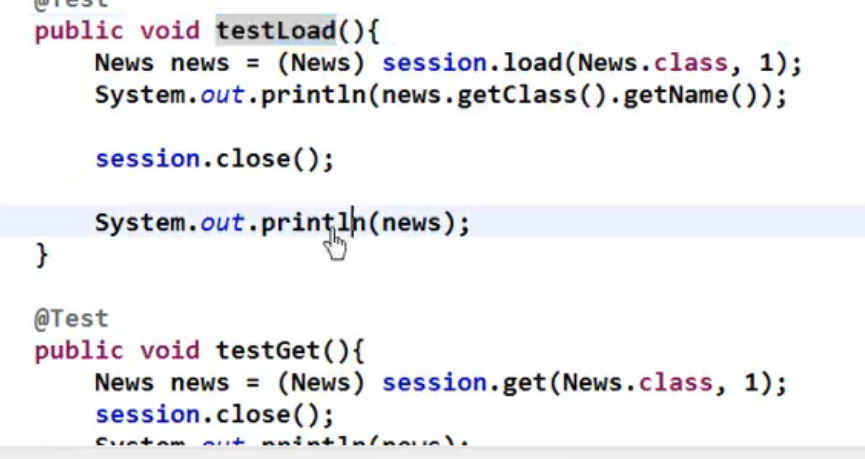 @Test
public void testLoad(){
News news = (News) session.load(News.class, 1);
System.out.println(news.getClass().getName());
session.close();
System.out.println(news);
}
@Test
public void testGet(){
News news = (News) session.get(News.class, 1);
session.close();
System.out.println(news);